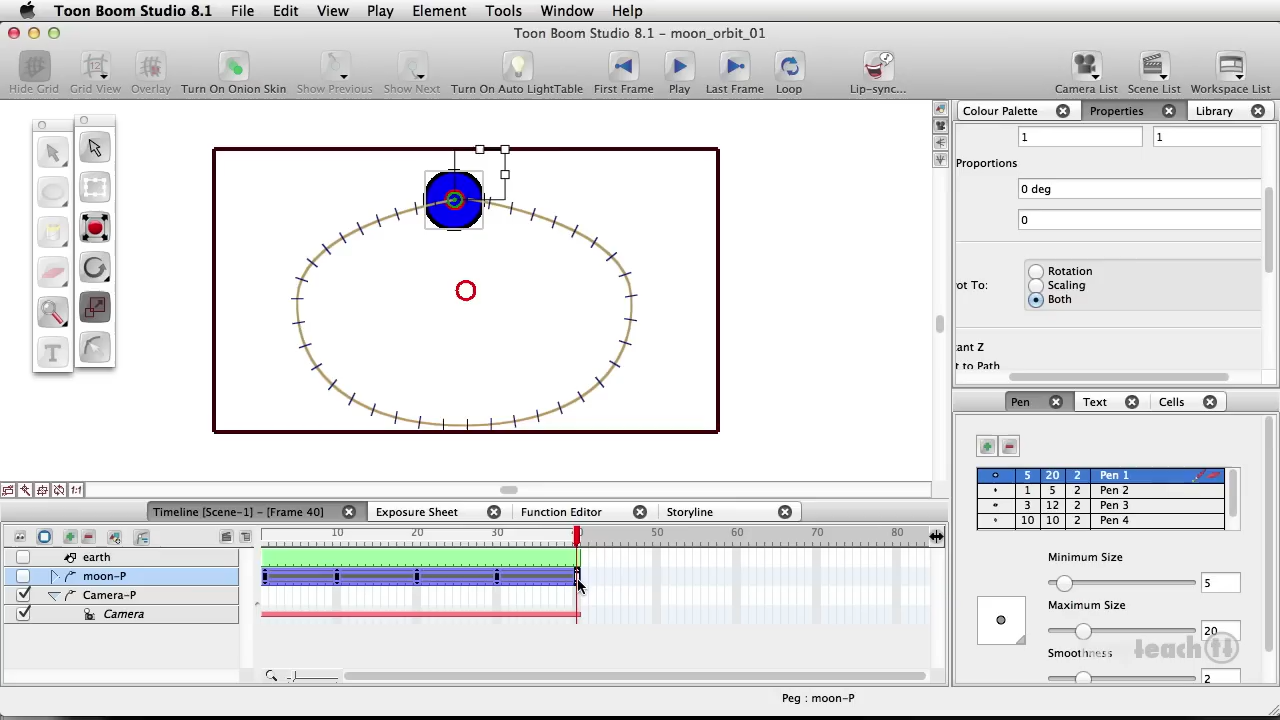 Toon Boom Studio 8.1 File Edit View Play Element Tools Window Help
Toon Boom Studio 8.1 - moon_orbit_01
Hide Grid Grid View Overlay Turn On Onion Skin Show Previous Show Next Turn On Auto LightTable First Frame Play Last Frame Loop Lip-sync... Camera List Scene List Workspace List
Colour Palette Properties Library
1 1
Proportions
0 deg
0
Rotation
ot To: Scaling
Both
ant Z
t to Path
T
Pen Text Cells
5 20 2 Pen 1
1 5 2 Pen 2
3 12 2 Pen 3
10 10 2 Pen 4
1:1
Timeline [Scene-1] - [Frame 40] Exposure Sheet Function Editor Storyline
10 20 30 50 60 70 80
earth
moon-P
Camera-P
Camera
Minimum Size
5
Maximum Size
20
Smoothness
2
teach
Peg : moon-P